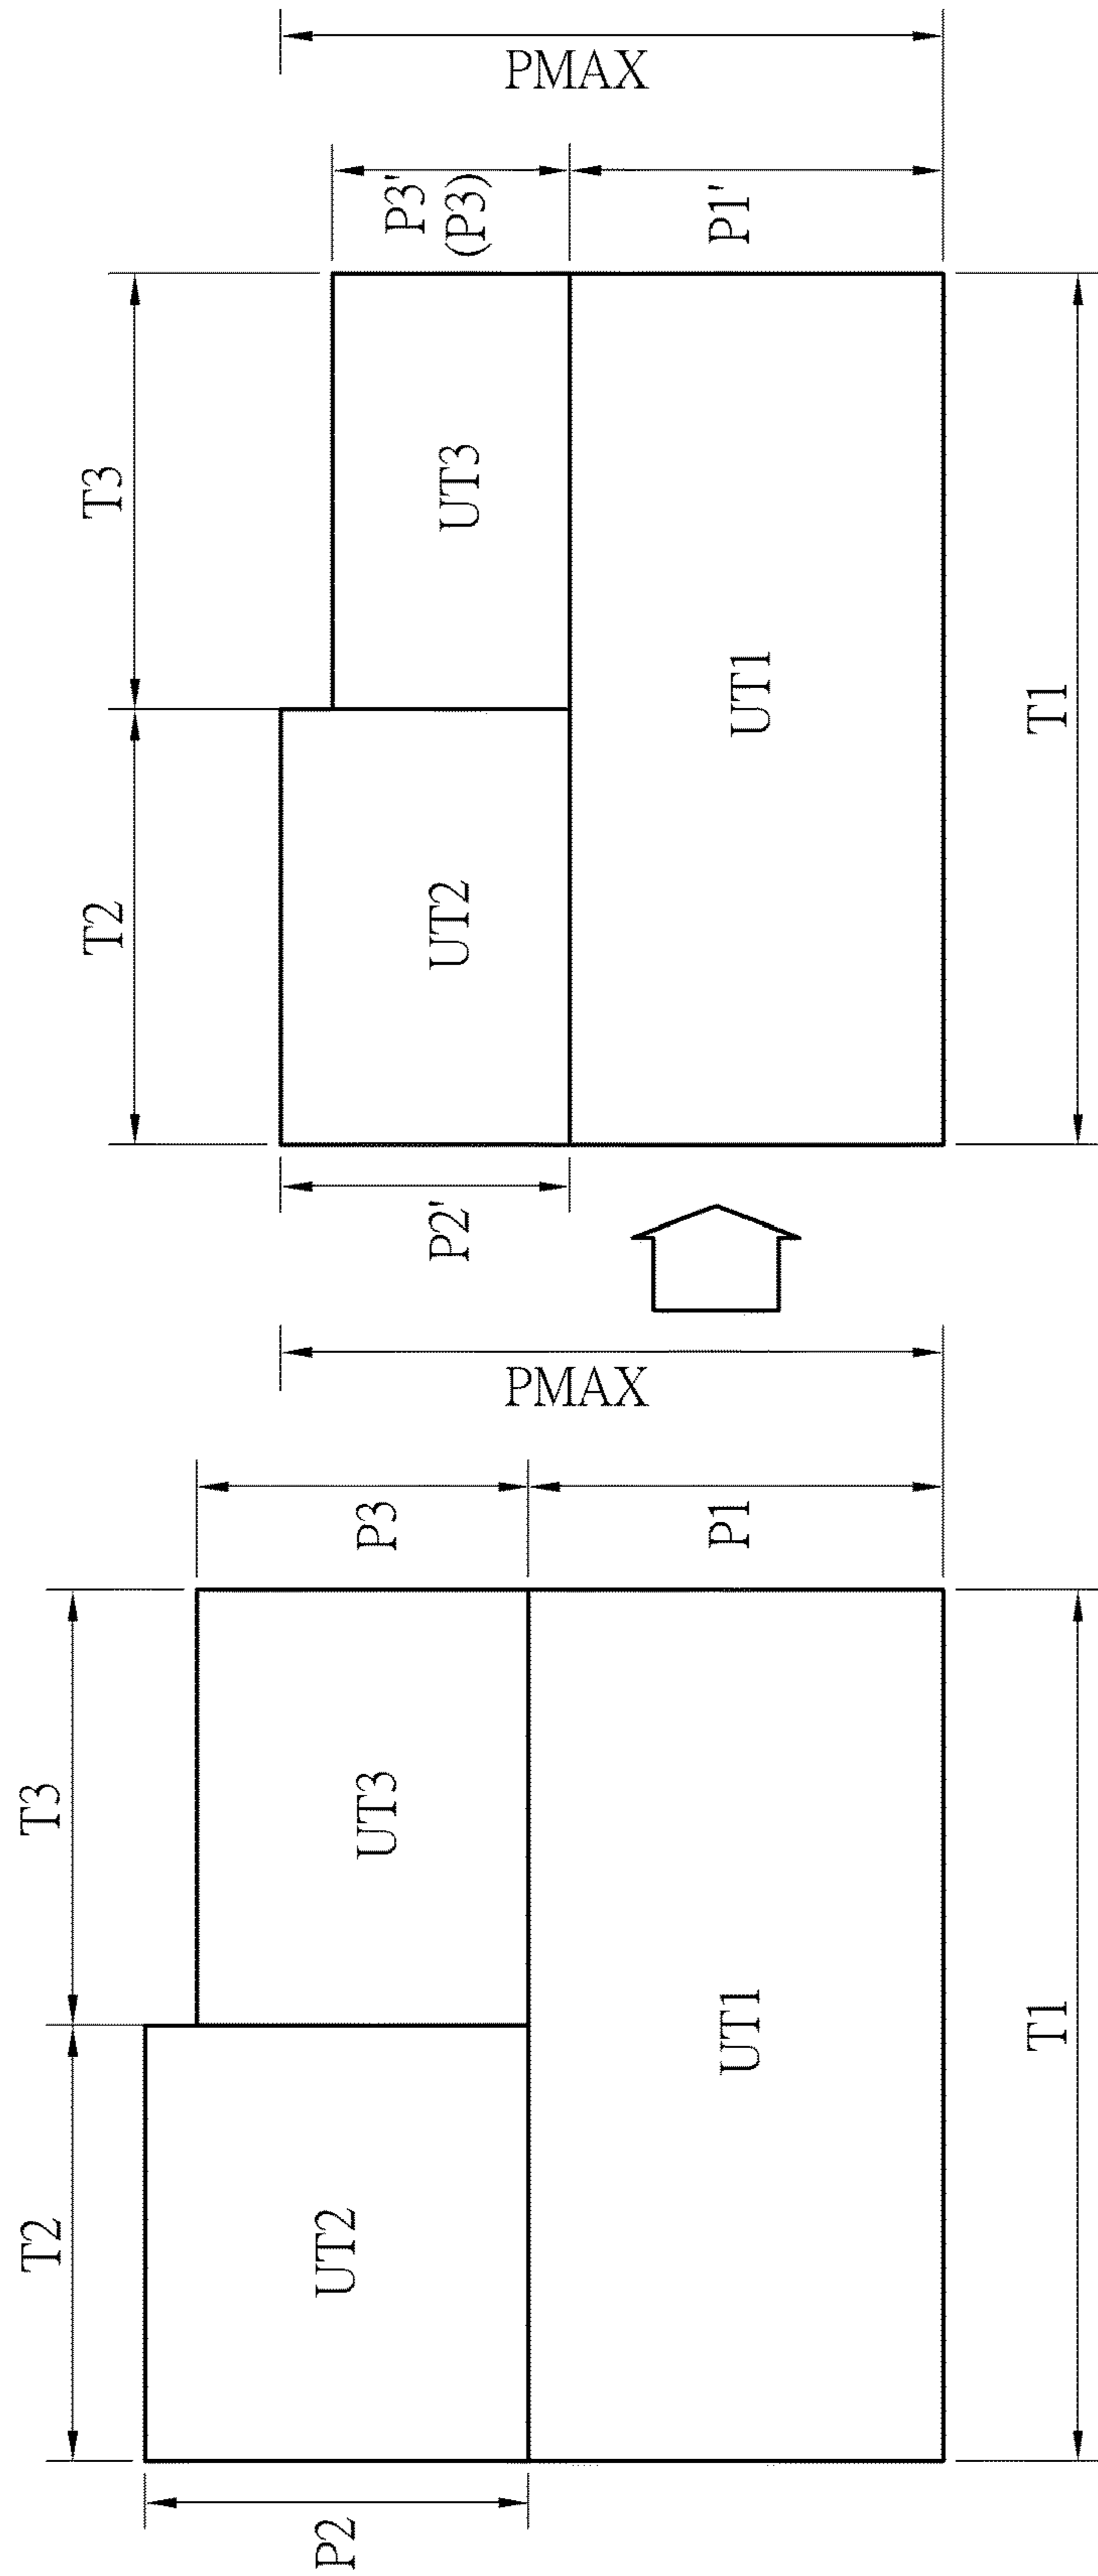 T2
T3
P2
UT2
UT3
P3
PMAX
UT1
P1
T1
T2
T3
P2'
UT2
UT3
P3'
(P3)
PMAX
UT1
P1'
T1